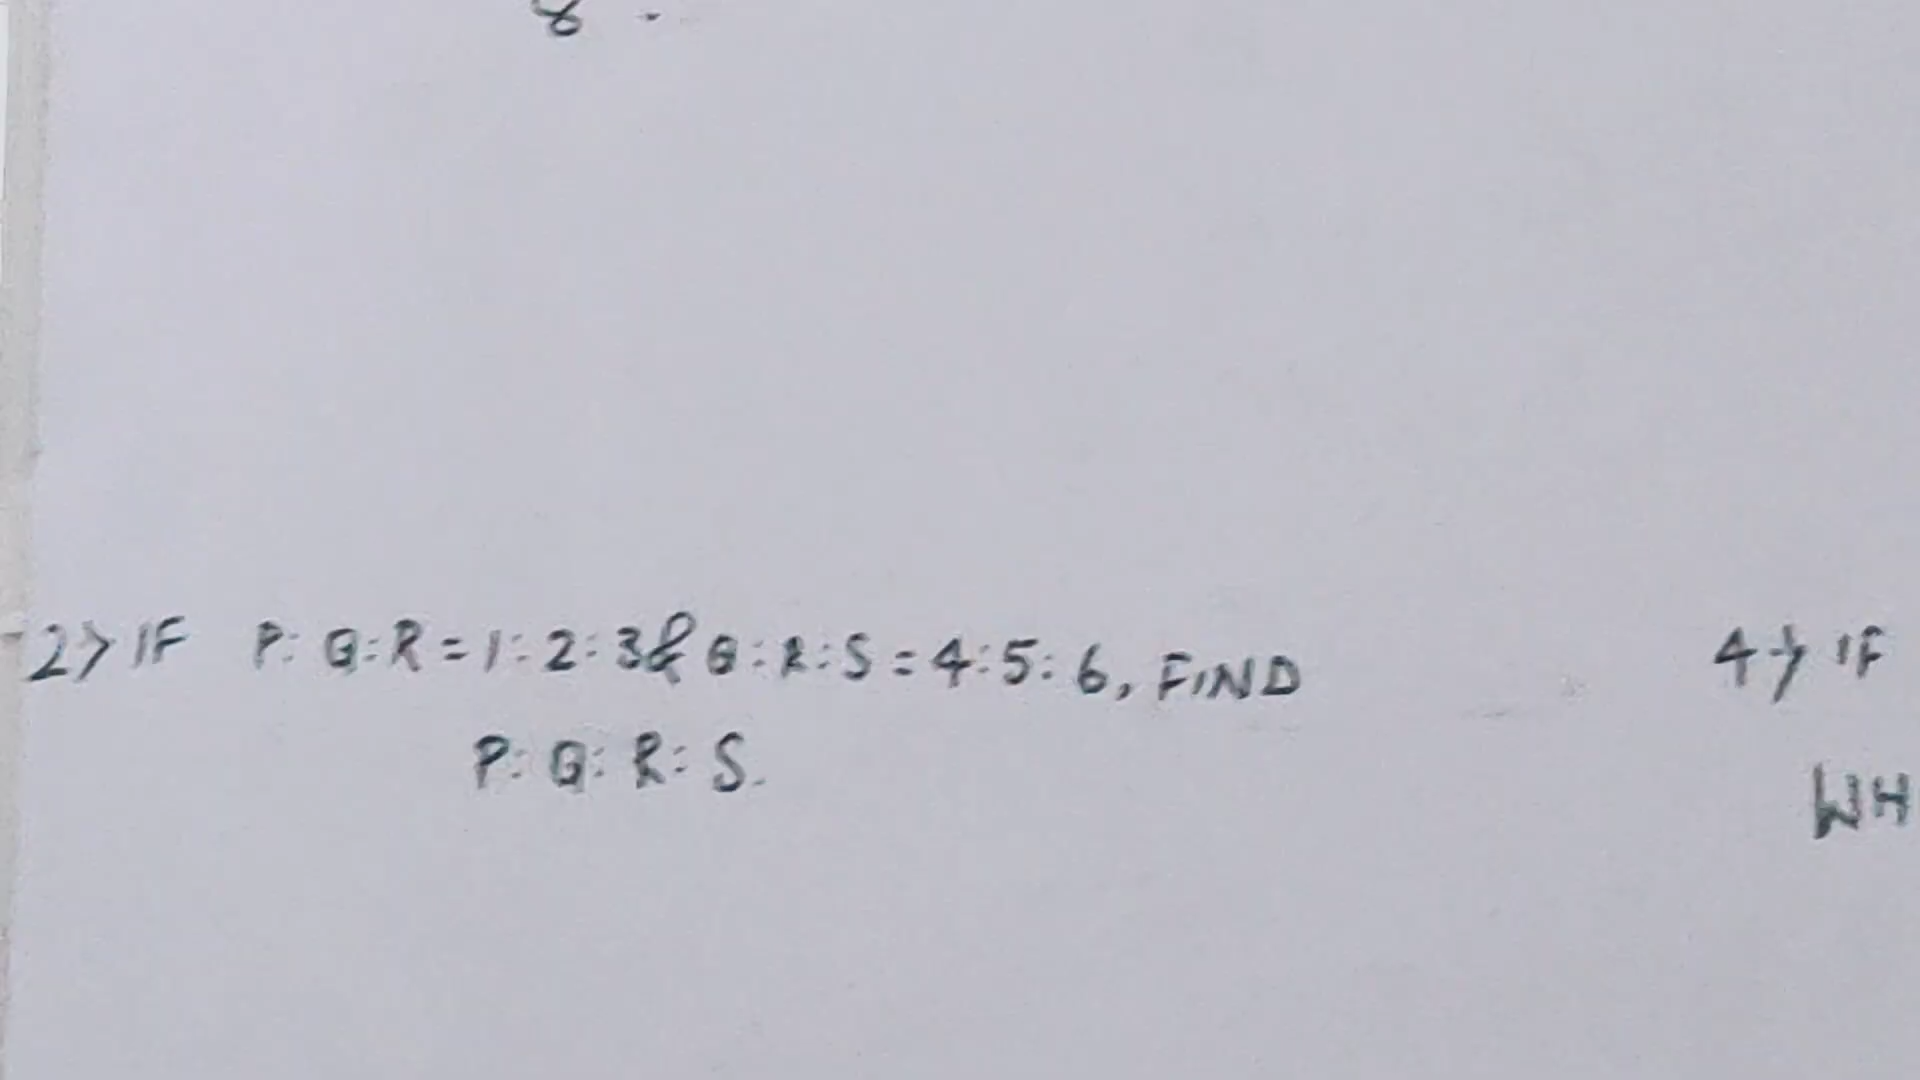 8.
2> IF P:Q:R=1:2:3& Q:R:S=4:5:6, FIND
P:Q:R:S.
4> IF
WH